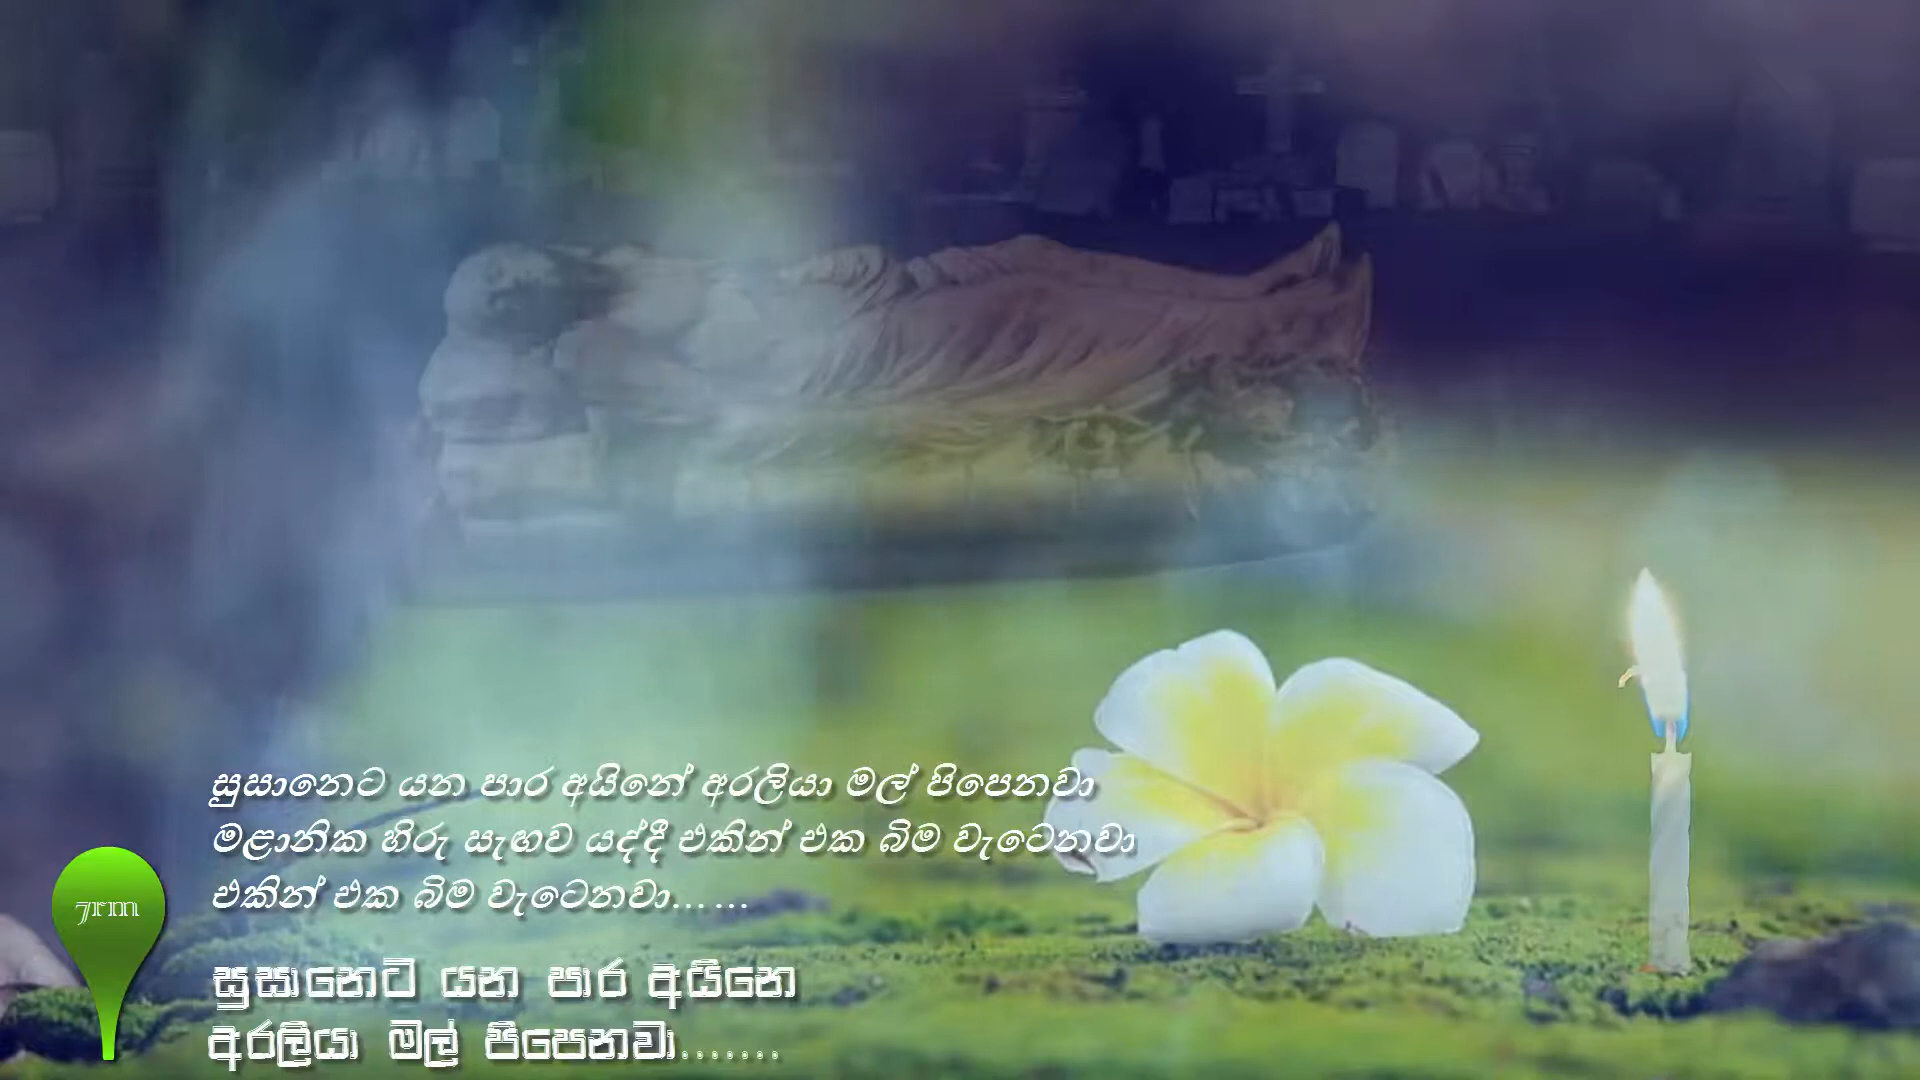 සුසානෙට යන පාර අයිනේ අරලියා මල් පිපෙනවා
මළානික හිරු සැඟව යද්දී එකින් එක බිම වැටෙනවා
එකින් එක බිම වැටෙනවා……
7rm
සුසානෙට යන පාර අයිනෙ
අරලියා මල් පිපෙනවා.......